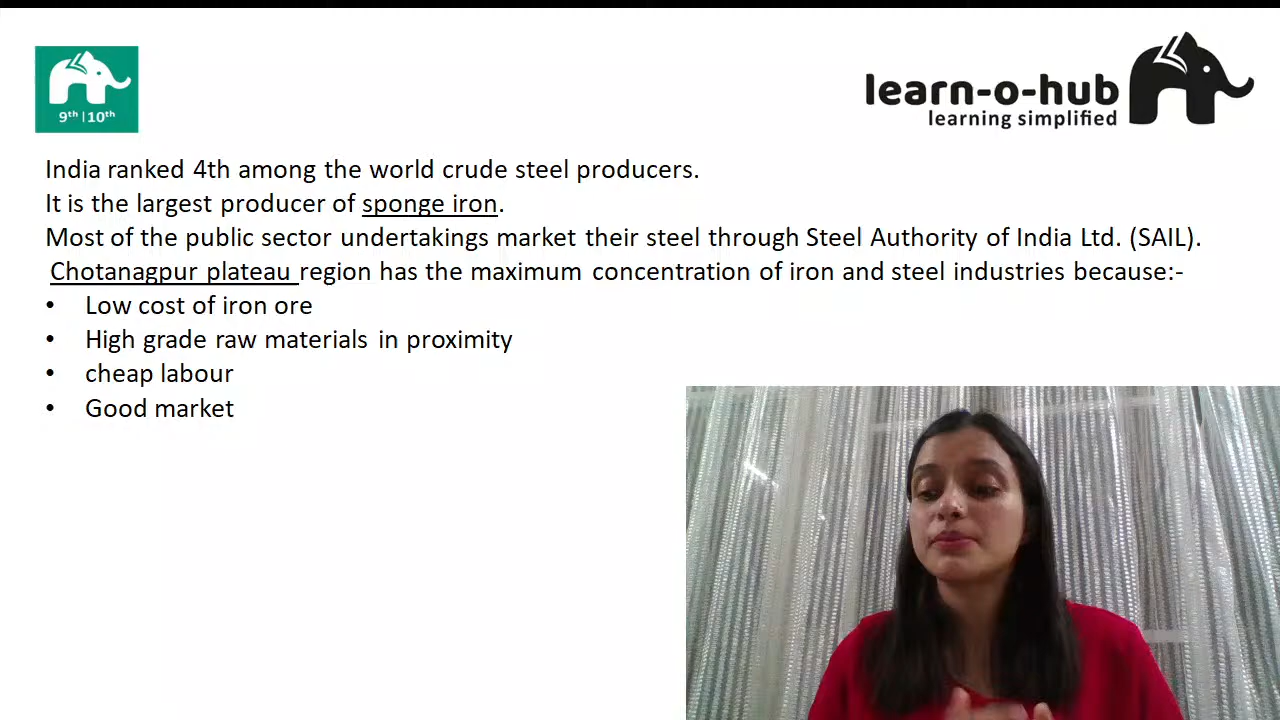 9th | 10th
learn-o-hub
learning simplified
India ranked 4th among the world crude steel producers.
It is the largest producer of sponge iron.
Most of the public sector undertakings market their steel through Steel Authority of India Ltd. (SAIL).
Chotanagpur plateau region has the maximum concentration of iron and steel industries because:-
• Low cost of iron ore
• High grade raw materials in proximity
• cheap labour
• Good market